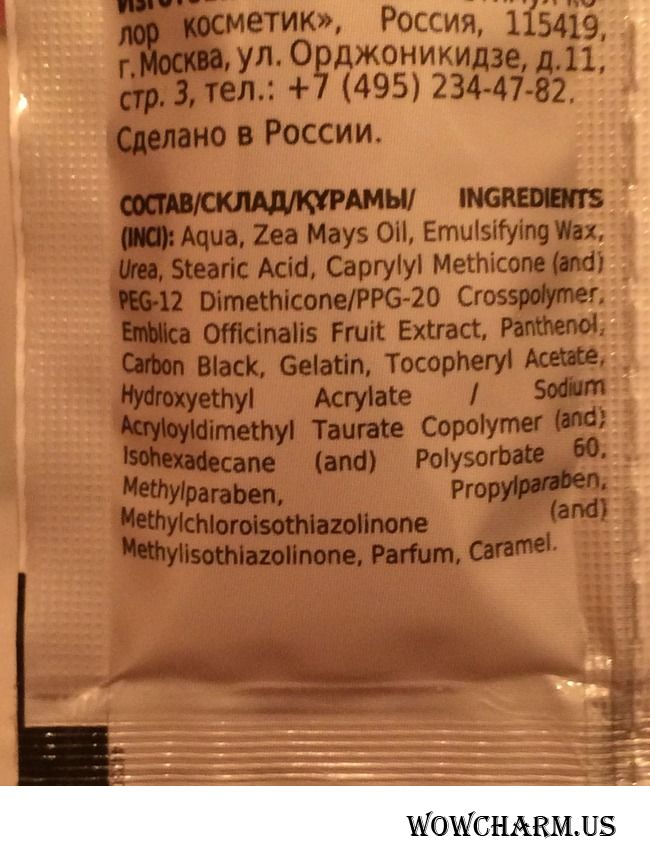 лор косметик», Россия, 115419,
г. Москва, ул. Орджоникидзе, д.11,
стр. 3, тел.: +7 (495) 234-47-82.
Сделано в России.
СОСТАВ/СКЛАД/ҚҰРАМЫ/ INGREDIENTS
(INCI): Aqua, Zea Mays Oil, Emulsifying Wax,
Urea, Stearic Acid, Caprylyl Methicone (and)
PEG-12 Dimethicone/PPG-20 Crosspolymer,
Emblica Officinalis Fruit Extract, Panthenol,
Carbon Black, Gelatin, Tocopheryl Acetate,
Hydroxyethyl Acrylate / Sodium
Acryloyldimethyl Taurate Copolymer (and)
Isohexadecane (and) Polysorbate 60,
Methylparaben, Propylparaben,
Methylchloroisothiazolinone (and)
Methylisothiazolinone, Parfum, Caramel.
WOWCHARM.US